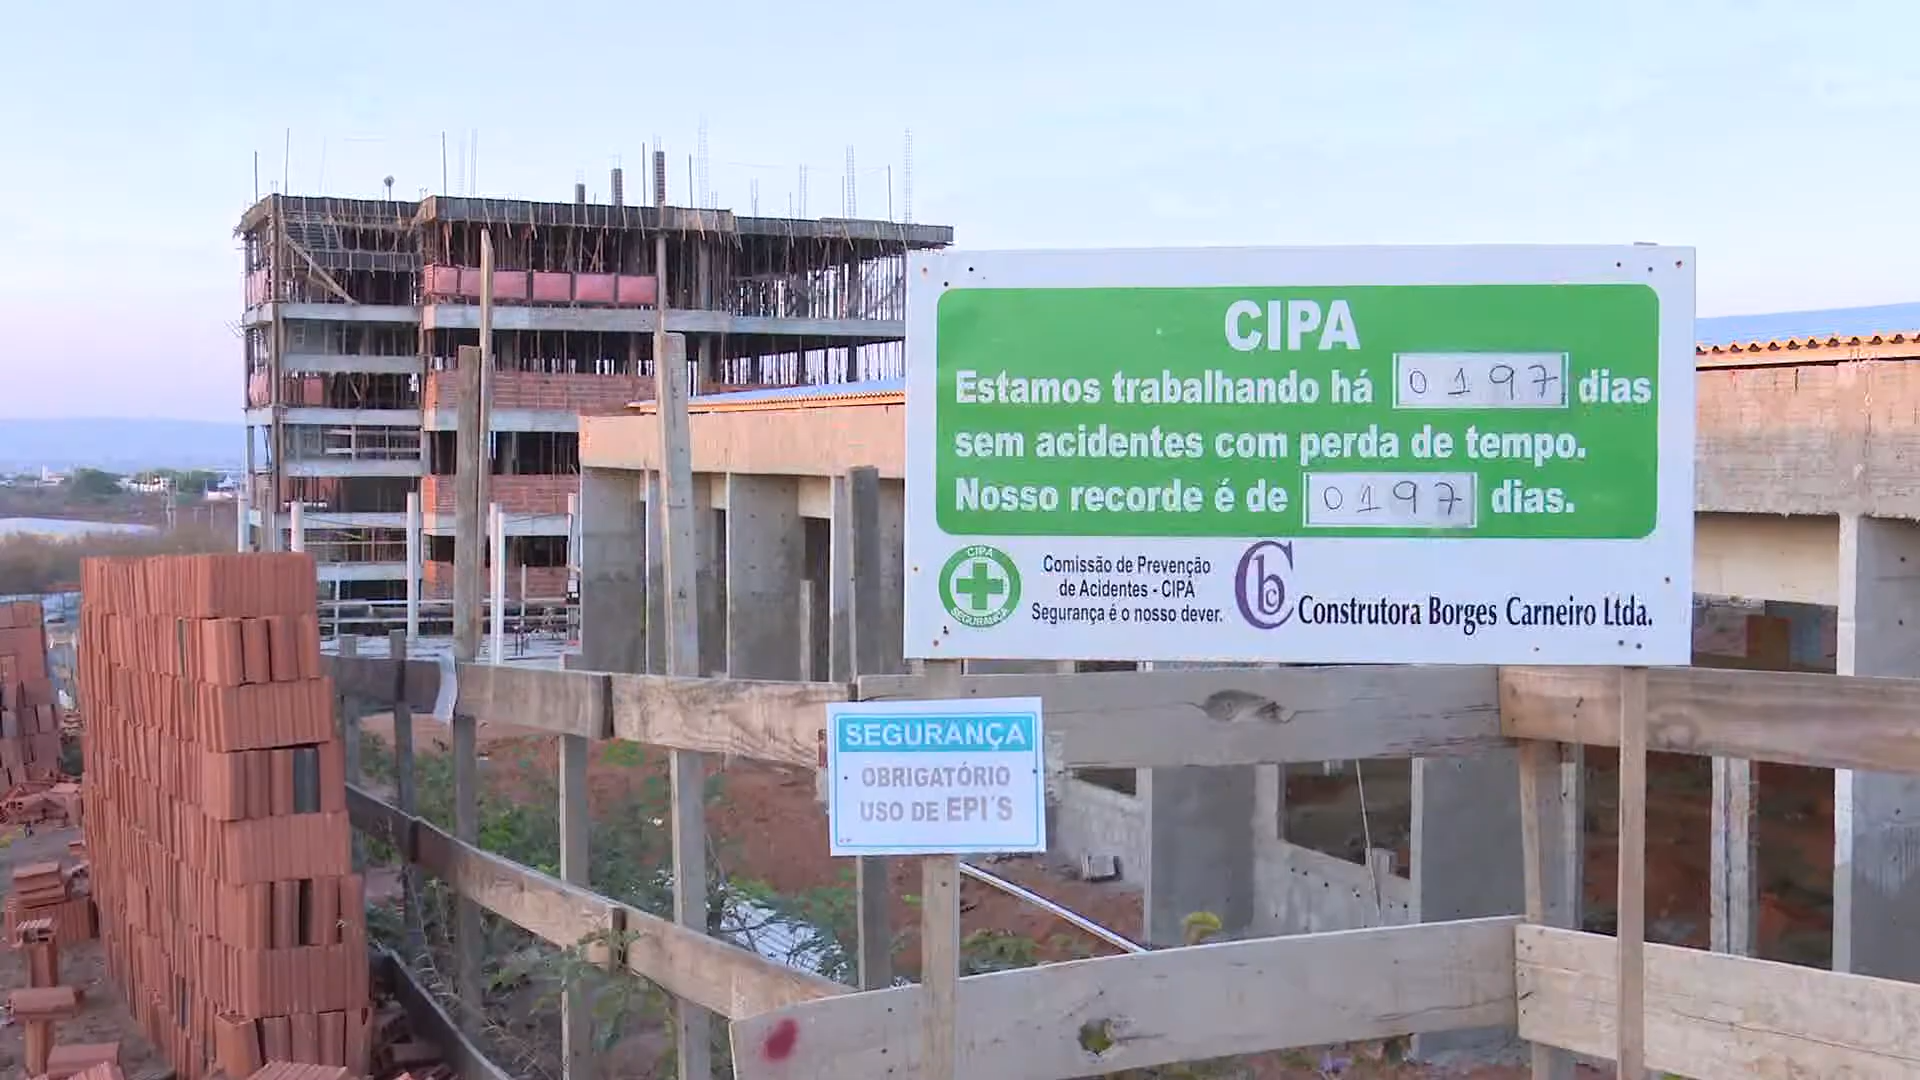 CIPA
Estamos trabalhando há 0197 dias
sem acidentes com perda de tempo.
Nosso recorde é de 0197 dias.
CIPA
SEGURANÇA
Comissão de Prevenção
de Acidentes - CIPA
Segurança é o nosso dever.
Cbc
Construtora Borges Carneiro Ltda.
SEGURANÇA
OBRIGATÓRIO
USO DE EPI´S